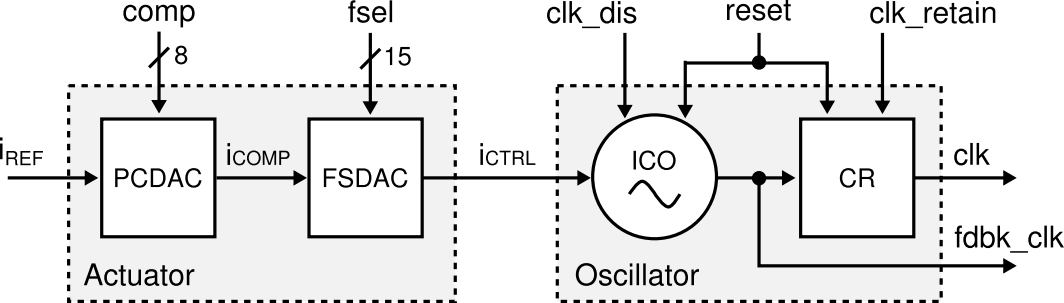 comp
fsel
clk_dis
reset
clk_retain
8
15
iREF
PCDAC
iCOMP
FSDAC
iCTRL
ICO
CR
clk
fdbk_clk
Actuator
Oscillator